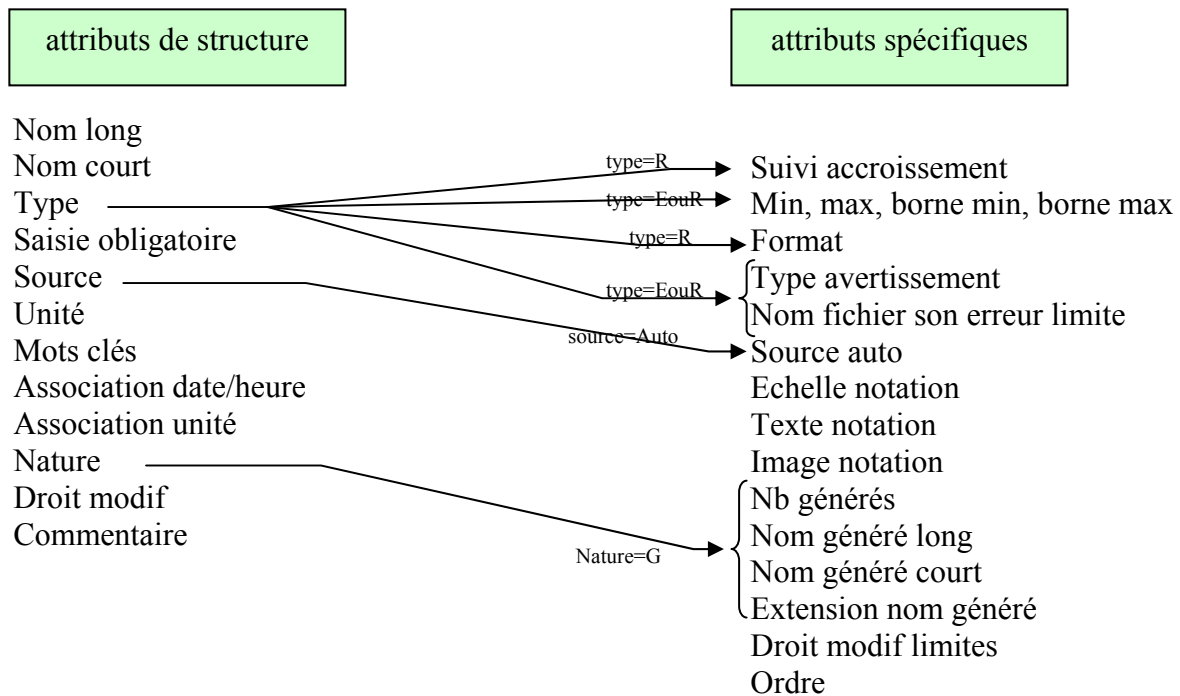 attributs de structure
attributs spécifiques
Nom long
Nom court
Type
Saisie obligatoire
Source
Unité
Mots clés
Association date/heure
Association unité
Nature
Droit modif
Commentaire
type=R
type=EouR
type=R
type=EouR
source=Auto
Nature=G
Suivi accroissement
Min, max, borne min, borne max
Format
Type avertissement
Nom fichier son erreur limite
Source auto
Echelle notation
Texte notation
Image notation
Nb générés
Nom généré long
Nom généré court
Extension nom généré
Droit modif limites
Ordre